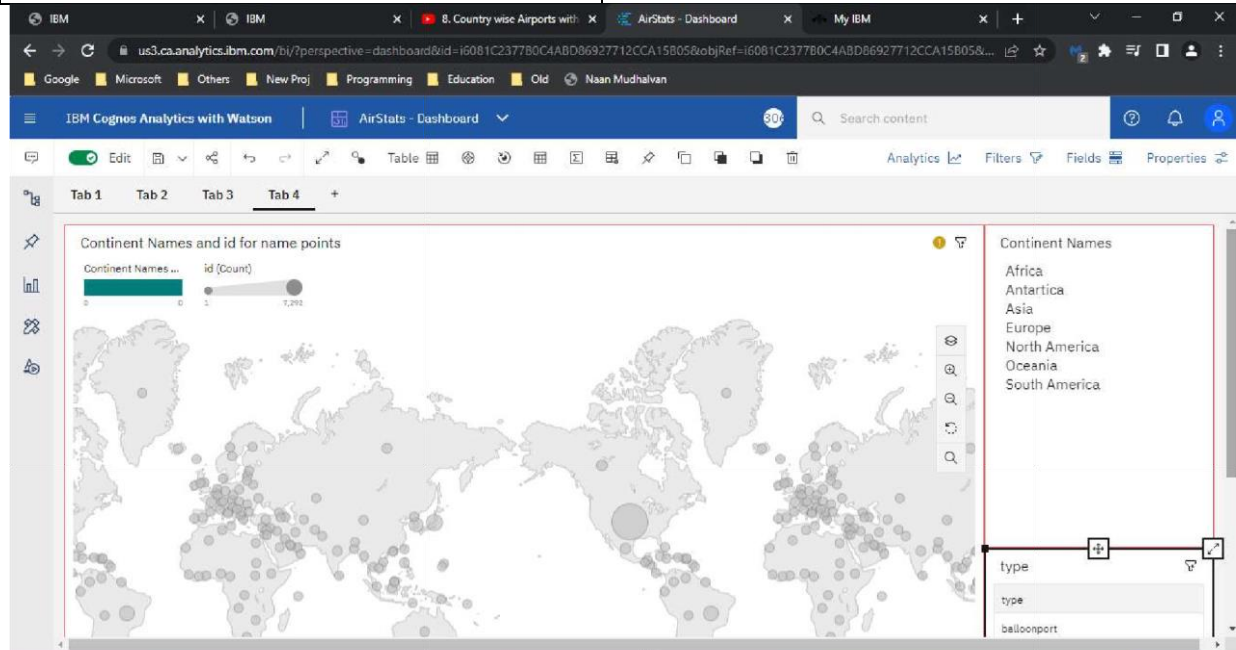 IBM IBM 8. Country wise Airports with AirStats - Dashboard My IBM
us3.ca.analytics.ibm.com/bi/?perspective=dashboard&id=i6081C237780C4ABD86927712CCA15B05&objRef=i6081C2377B0C4ABD86927712CCA15B05&...
2
Google Microsoft Others New Proj Programming Education Old Naan Mudhalvan
IBM Cognos Analytics with Watson AirStats - Dashboard Search content
Edit Table Analytics Filters Fields Properties
Tab 1 Tab 2 Tab 3 Tab 4 +
Continent Names and id for name points
Continent Names ... id (Count)
0 0 1 7,292
Continent Names
Africa
Antartica
Asia
Europe
North America
Oceania
South America
type
type
balloonport